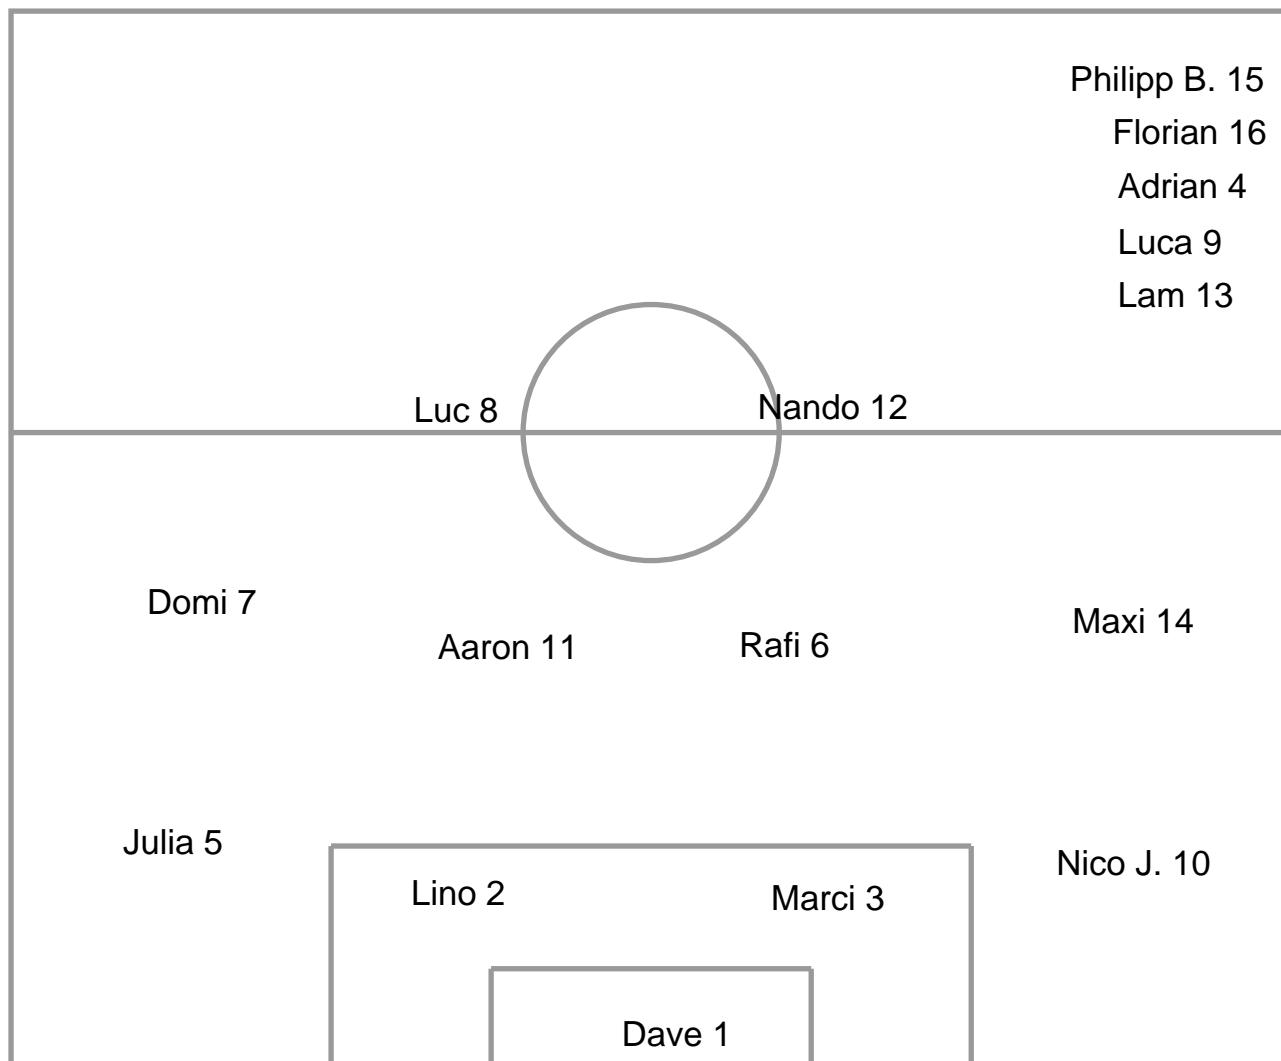 Philipp B. 15
Florian 16
Adrian 4
Luca 9
Lam 13
Luc 8
Nando 12
Domi 7
Maxi 14
Aaron 11
Rafi 6
Julia 5
Nico J. 10
Lino 2
Marci 3
Dave 1